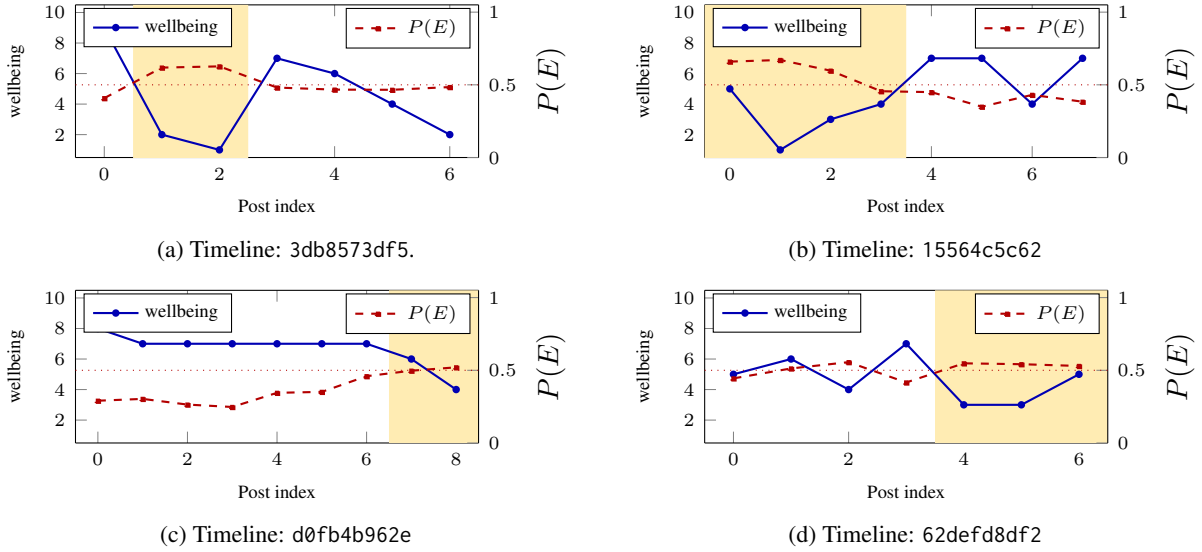 wellbeing
P(E)
10
8
6
4
2
1
0.5
0
wellbeing
P(E)
0 2 4 6
Post index
(a) Timeline: 3db8573df5.
wellbeing
P(E)
10
8
6
4
2
1
0.5
0
wellbeing
P(E)
0 2 4 6
Post index
(b) Timeline: 15564c5c62
wellbeing
P(E)
10
8
6
4
2
1
0.5
0
wellbeing
P(E)
0 2 4 6 8
Post index
(c) Timeline: d0fb4b962e
wellbeing
P(E)
10
8
6
4
2
1
0.5
0
wellbeing
P(E)
0 2 4 6
Post index
(d) Timeline: 62defd8df2